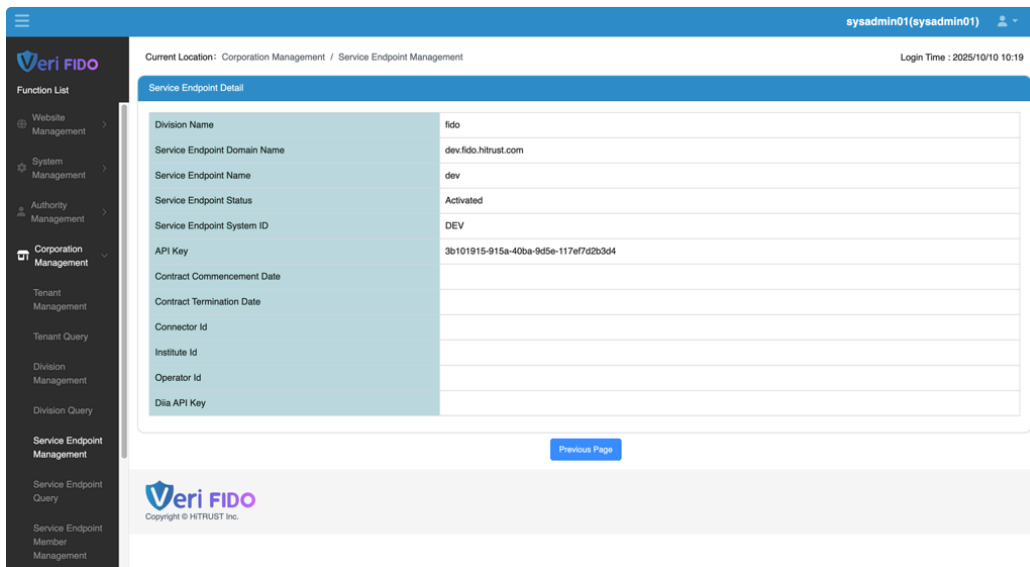 sysadmin01(sysadmin01)
Veri FIDO
Function List
Website
Management
System
Management
Authority
Management
Corporation
Management
Tenant
Management
Tenant Query
Division
Management
Division Query
Service Endpoint
Management
Service Endpoint
Query
Service Endpoint
Member
Management
Current Location: Corporation Management / Service Endpoint Management
Login Time : 2025/10/10 10:19
Service Endpoint Detail
Division Name fido
Service Endpoint Domain Name dev.fido.hitrust.com
Service Endpoint Name dev
Service Endpoint Status Activated
Service Endpoint System ID DEV
API Key 3b101915-915a-40ba-9d5e-117ef7d2b3d4
Contract Commencement Date
Contract Termination Date
Connector Id
Institute Id
Operator Id
Diia API Key
Previous Page
Veri FIDO
Copyright © HiTRUST Inc.